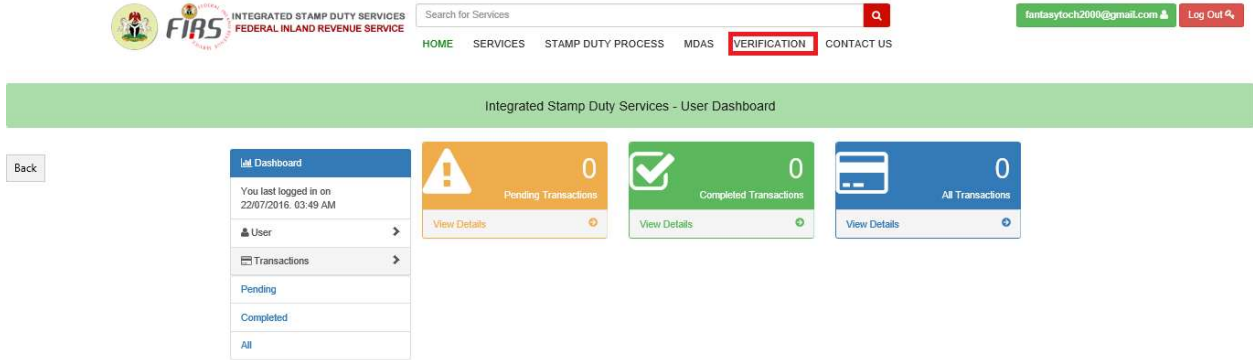 FIRS
INTEGRATED STAMP DUTY SERVICES
FEDERAL INLAND REVENUE SERVICE
Search for Services
fantasytoch2000@gmail.com
Log Out
HOME SERVICES STAMP DUTY PROCESS MDAS VERIFICATION CONTACT US
Integrated Stamp Duty Services - User Dashboard
Back
Dashboard
You last logged in on
22/07/2016. 03:49 AM
User
Transactions
Pending
Completed
All
0
Pending Transactions
View Details
0
Completed Transactions
View Details
0
All Transactions
View Details